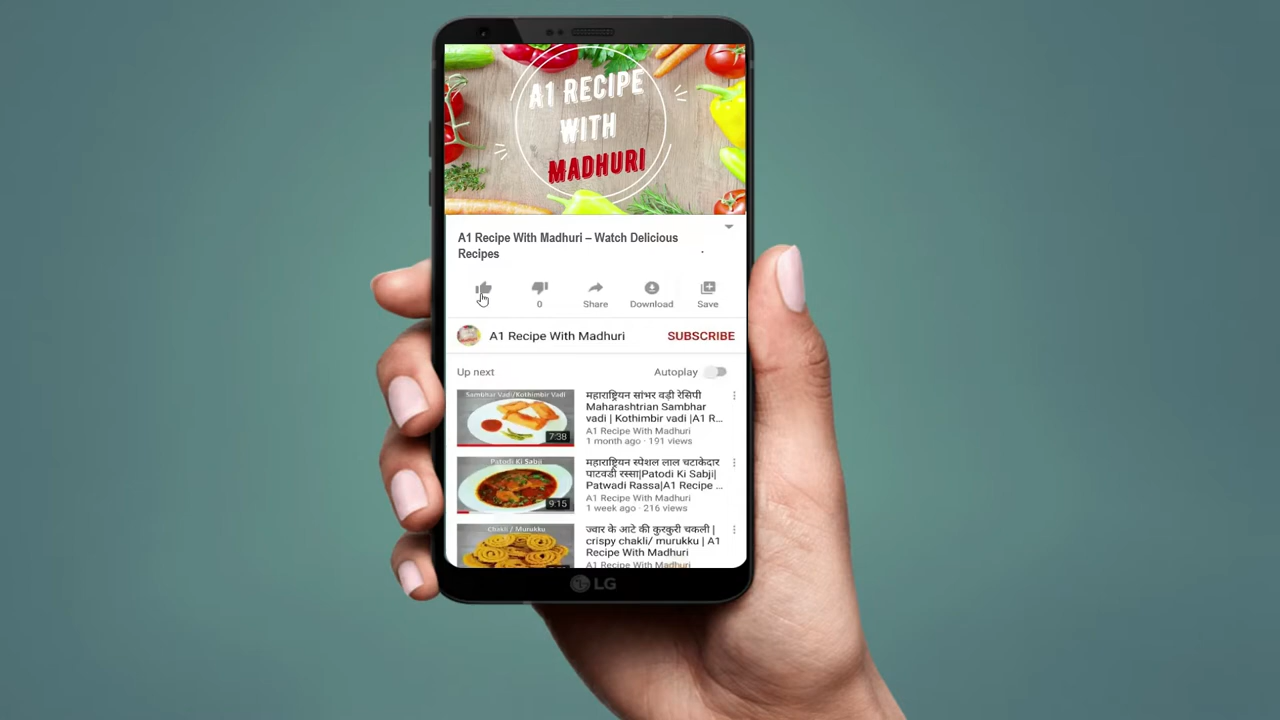 A1 RECIPE
WITH
MADHURI
A1 Recipe With Madhuri – Watch Delicious
Recipes
0
Share
Download
Save
A1 Recipe With Madhuri
SUBSCRIBE
Up next
Autoplay
Sambhar Vadi/Kothimbir Vadi
7:38
महाराष्ट्रियन सांभर वड़ी रेसिपी
Maharashtrian Sambhar
vadi | Kothimbir vadi |A1 R...
A1 Recipe With Madhuri
1 month ago · 191 views
Patodi Ki Sabji
9:15
महाराष्ट्रियन स्पेशल लाल चटाकेदार
पाटवडी रस्सा|Patodi Ki Sabji|
Patwadi Rassa|A1 Recipe ...
A1 Recipe With Madhuri
1 week ago · 216 views
Chakli / Murukku
ज्वार के आटे की कुरकुरी चकली |
crispy chakli/ murukku | A1
Recipe With Madhuri
A1 Recipe With Madhuri
LG